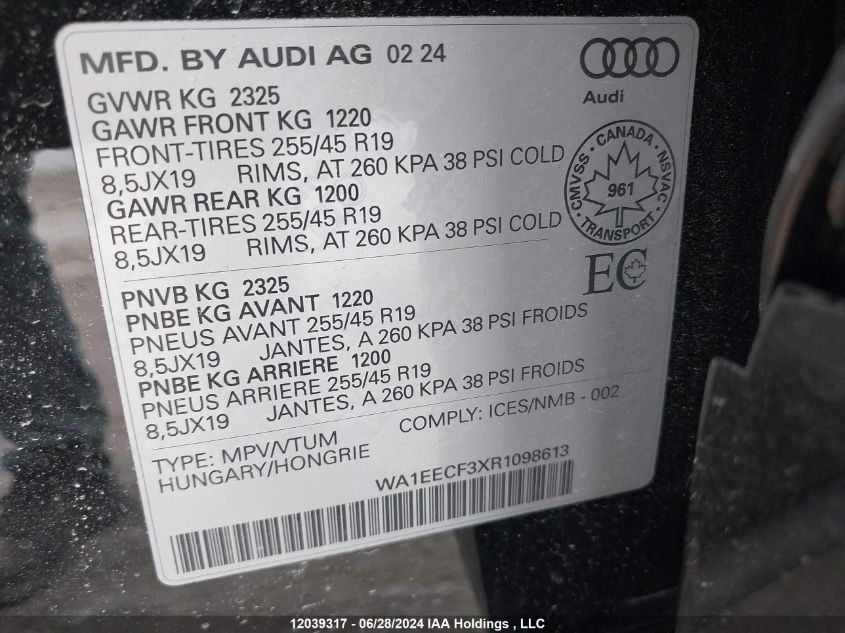 MFD. BY AUDI AG 02 24
Audi
GVWR KG 2325
GAWR FRONT KG 1220
FRONT-TIRES 255/45 R19
8,5JX19 RIMS, AT 260 KPA 38 PSI COLD
GAWR REAR KG 1200
REAR-TIRES 255/45 R19
8,5JX19 RIMS, AT 260 KPA 38 PSI COLD
CMVSS · CANADA · NSVAC · TRANSPORT ·
961
EC
PNVB KG 2325
PNBE KG AVANT 1220
PNEUS AVANT 255/45 R19
8,5JX19 JANTES, A 260 KPA 38 PSI FROIDS
PNBE KG ARRIERE 1200
PNEUS ARRIERE 255/45 R19
8,5JX19 JANTES, A 260 KPA 38 PSI FROIDS
TYPE: MPV/VTUM COMPLY: ICES/NMB - 002
HUNGARY/HONGRIE
WA1EECF3XR1098613
12039317 - 06/28/2024 IAA Holdings , LLC